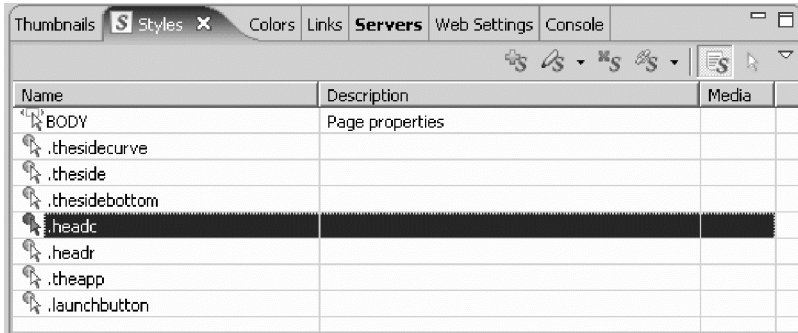 Thumbnails S Styles Colors Links Servers Web Settings Console
S S S S S
Name Description Media
BODY Page properties
.thesidecurve
.theside
.thesidebottom
.headc
.headr
.theapp
.launchbutton